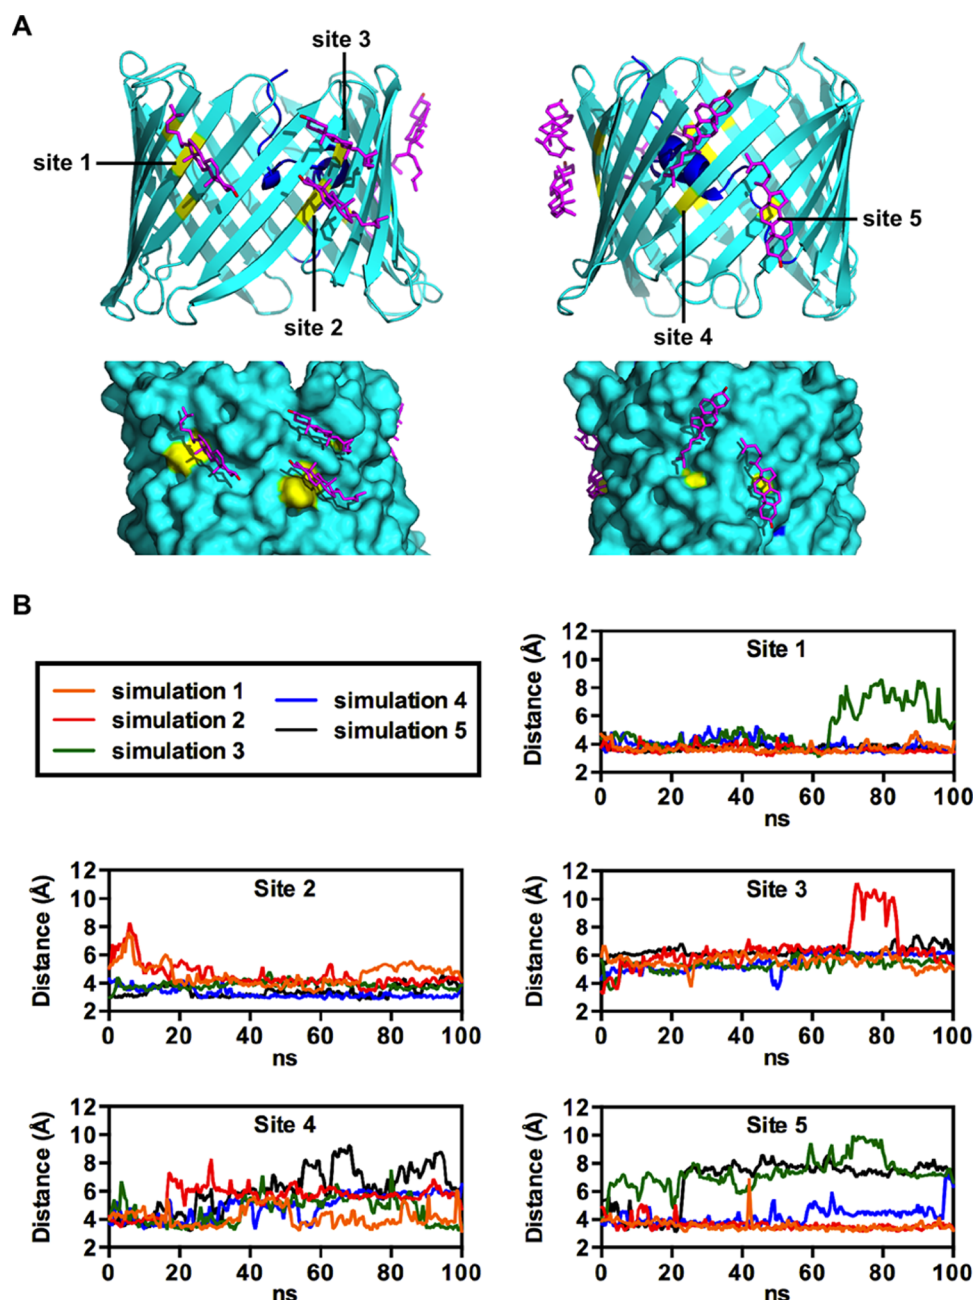 A
site 3
site 1
site 2
site 5
site 4
B
simulation 1
simulation 2
simulation 3
simulation 4
simulation 5
Site 1
Distance (Å)
12
10
8
6
4
2
0 20 40 60 80 100
ns
Site 2
Distance (Å)
12
10
8
6
4
2
0 20 40 60 80 100
ns
Site 3
Distance (Å)
12
10
8
6
4
2
0 20 40 60 80 100
ns
Site 4
Distance (Å)
12
10
8
6
4
2
0 20 40 60 80 100
ns
Site 5
Distance (Å)
12
10
8
6
4
2
0 20 40 60 80 100
ns